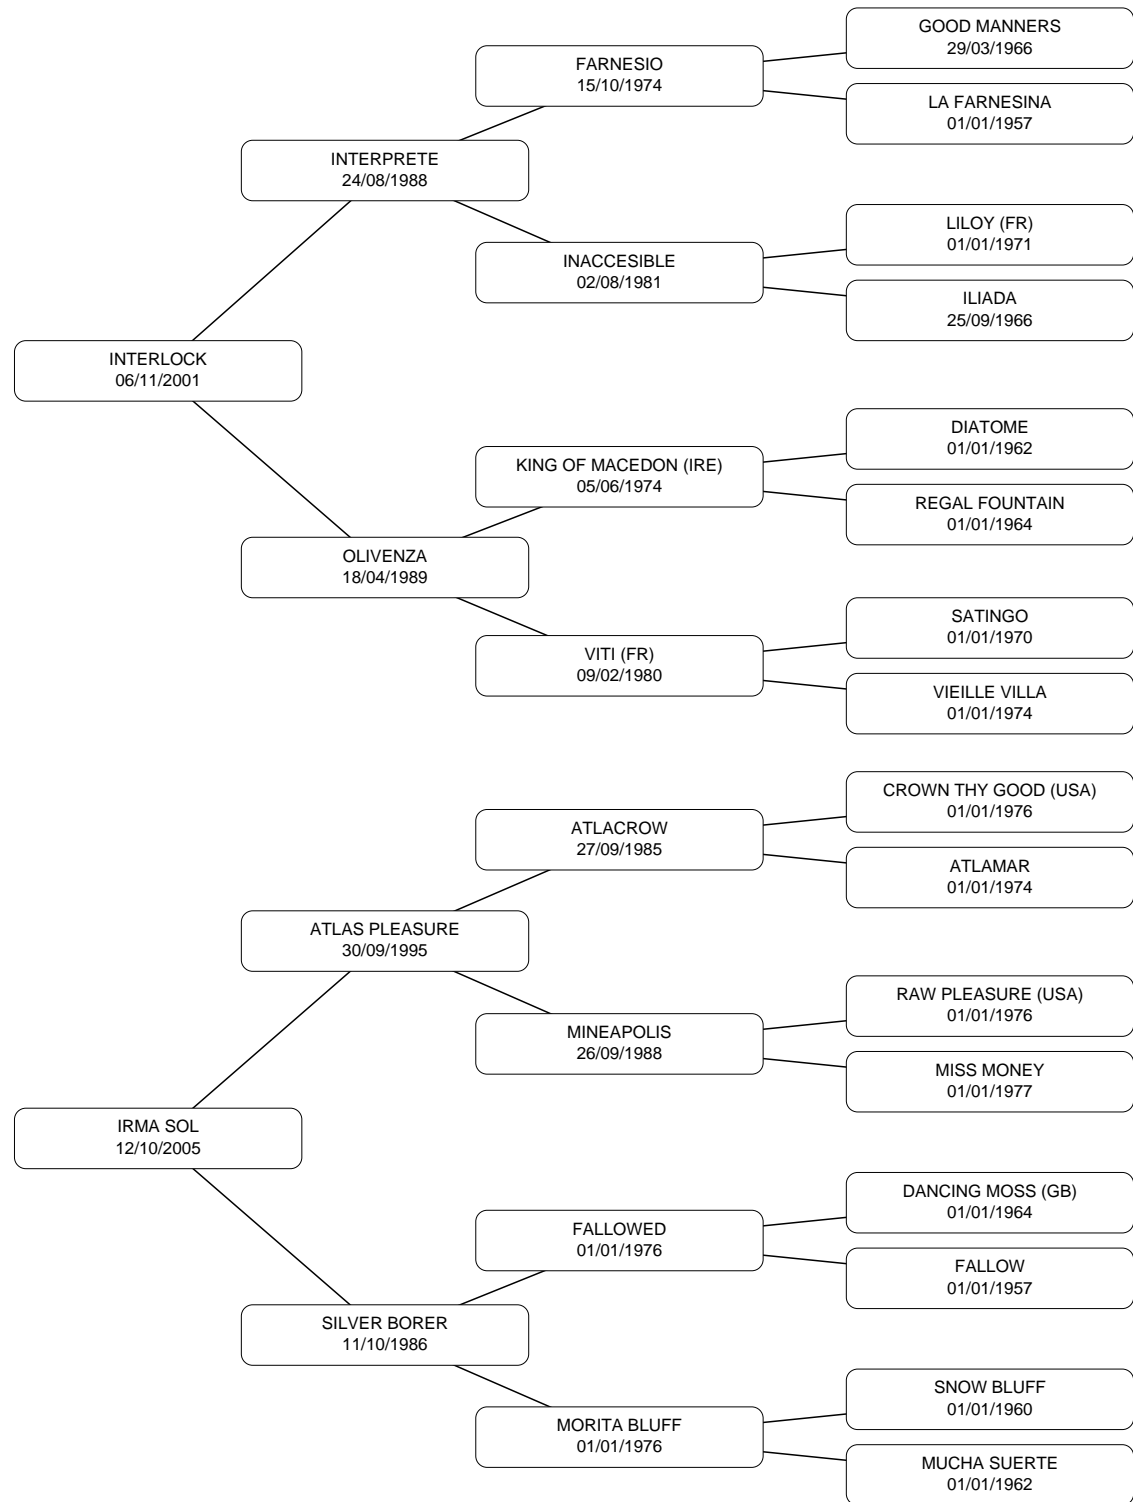 GOOD MANNERS
29/03/1966
FARNESIO
15/10/1974
LA FARNESINA
01/01/1957
INTERPRETE
24/08/1988
LILOY (FR)
01/01/1971
INACCESIBLE
02/08/1981
ILIADA
25/09/1966
INTERLOCK
06/11/2001
DIATOME
01/01/1962
KING OF MACEDON (IRE)
05/06/1974
REGAL FOUNTAIN
01/01/1964
OLIVENZA
18/04/1989
SATINGO
01/01/1970
VITI (FR)
09/02/1980
VIEILLE VILLA
01/01/1974
CROWN THY GOOD (USA)
01/01/1976
ATLACROW
27/09/1985
ATLAMAR
01/01/1974
ATLAS PLEASURE
30/09/1995
RAW PLEASURE (USA)
01/01/1976
MINEAPOLIS
26/09/1988
MISS MONEY
01/01/1977
IRMA SOL
12/10/2005
DANCING MOSS (GB)
01/01/1964
FALLOWED
01/01/1976
FALLOW
01/01/1957
SILVER BORER
11/10/1986
SNOW BLUFF
01/01/1960
MORITA BLUFF
01/01/1976
MUCHA SUERTE
01/01/1962